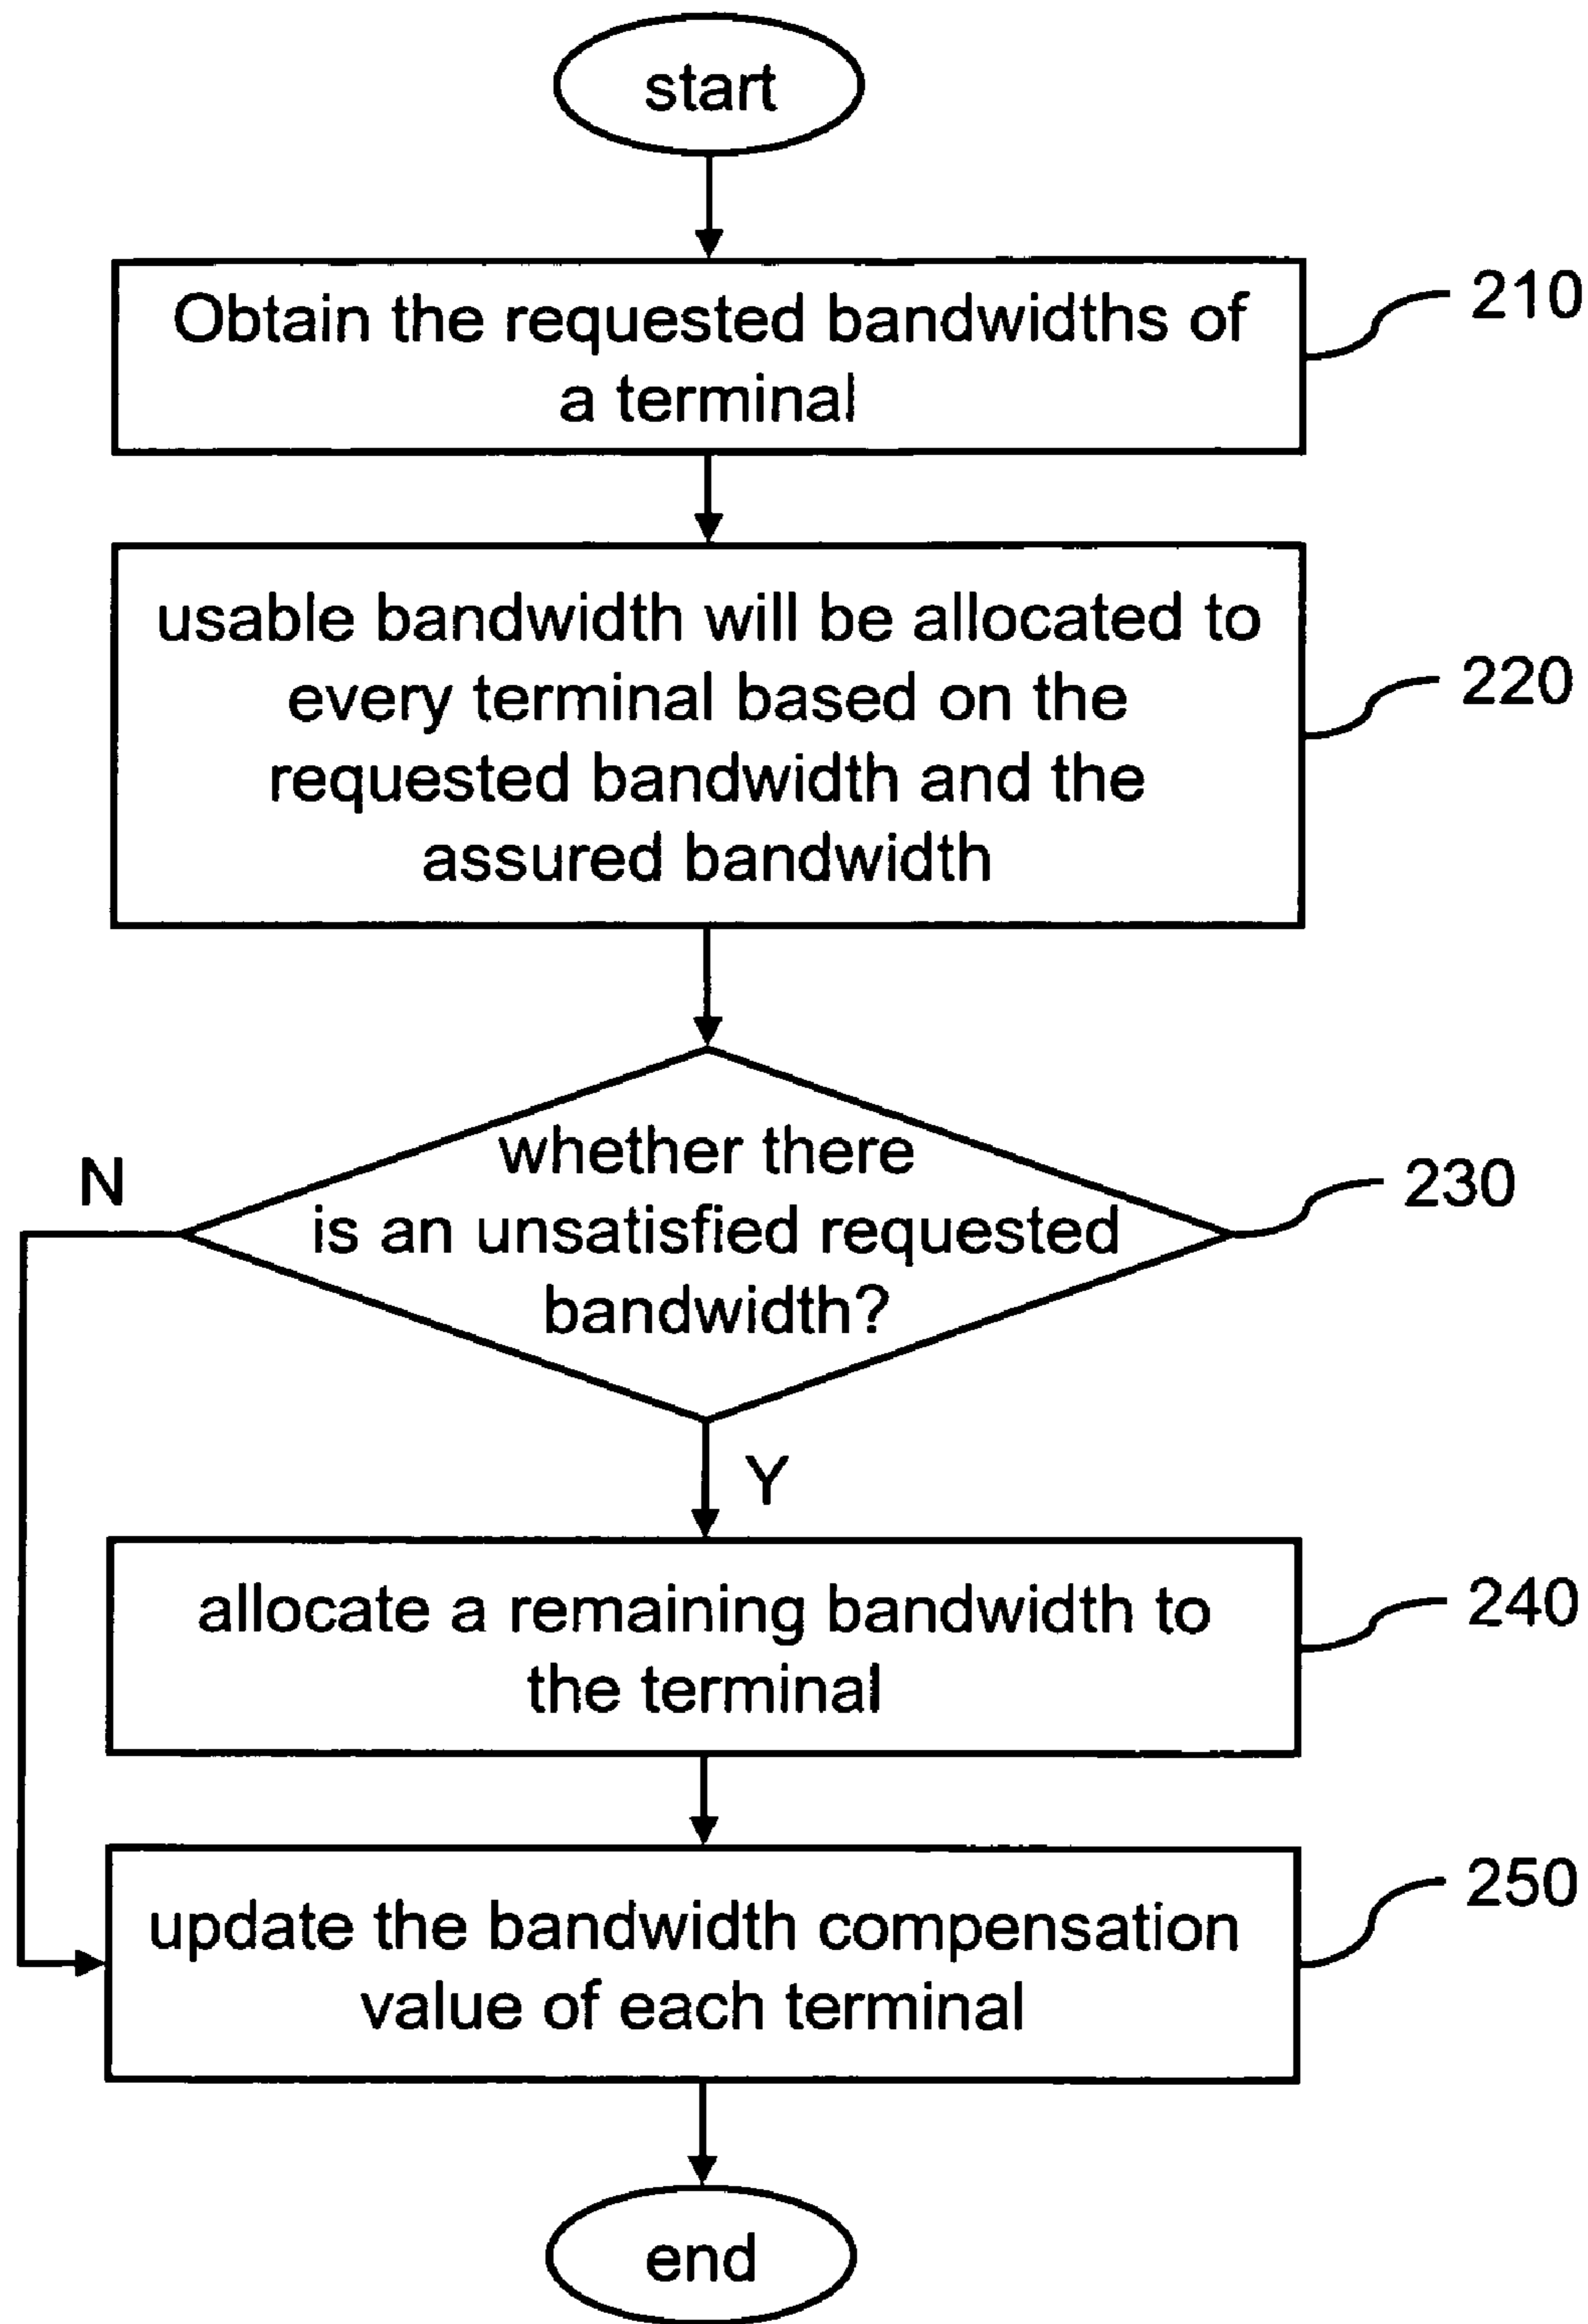 start
Obtain the requested bandwidths of
a terminal
210
usable bandwidth will be allocated to
every terminal based on the
requested bandwidth and the
assured bandwidth
220
whether there
is an unsatisfied requested
bandwidth?
230
N
Y
allocate a remaining bandwidth to
the terminal
240
update the bandwidth compensation
value of each terminal
250
end